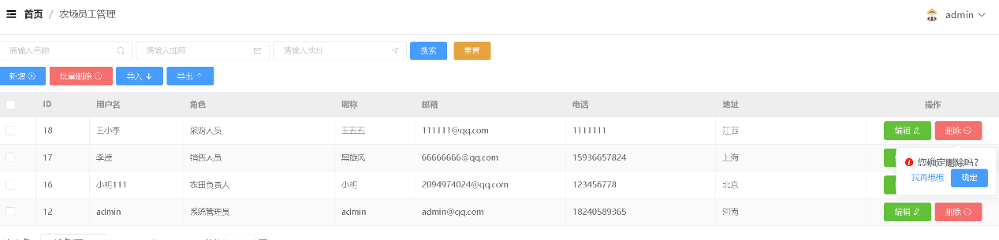 首页 / 农场员工管理 admin
请输入名称 请输入邮箱 请输入地址 搜索 重置
新增 批量删除 导入 导出
ID 用户名 角色 昵称 邮箱 电话 地址 操作
18 王小李 采购人员 王五五 111111@qq.com 1111111 江西 编辑 删除
17 李逵 销售人员 黑旋风 66666666@qq.com 15936657824 上海
您确定删除吗？
我再想想 确定
16 小明111 农田负责人 小明 2094974024@qq.com 123456778 北京
12 admin 系统管理员 admin admin@qq.com 18240589365 河南 编辑 删除